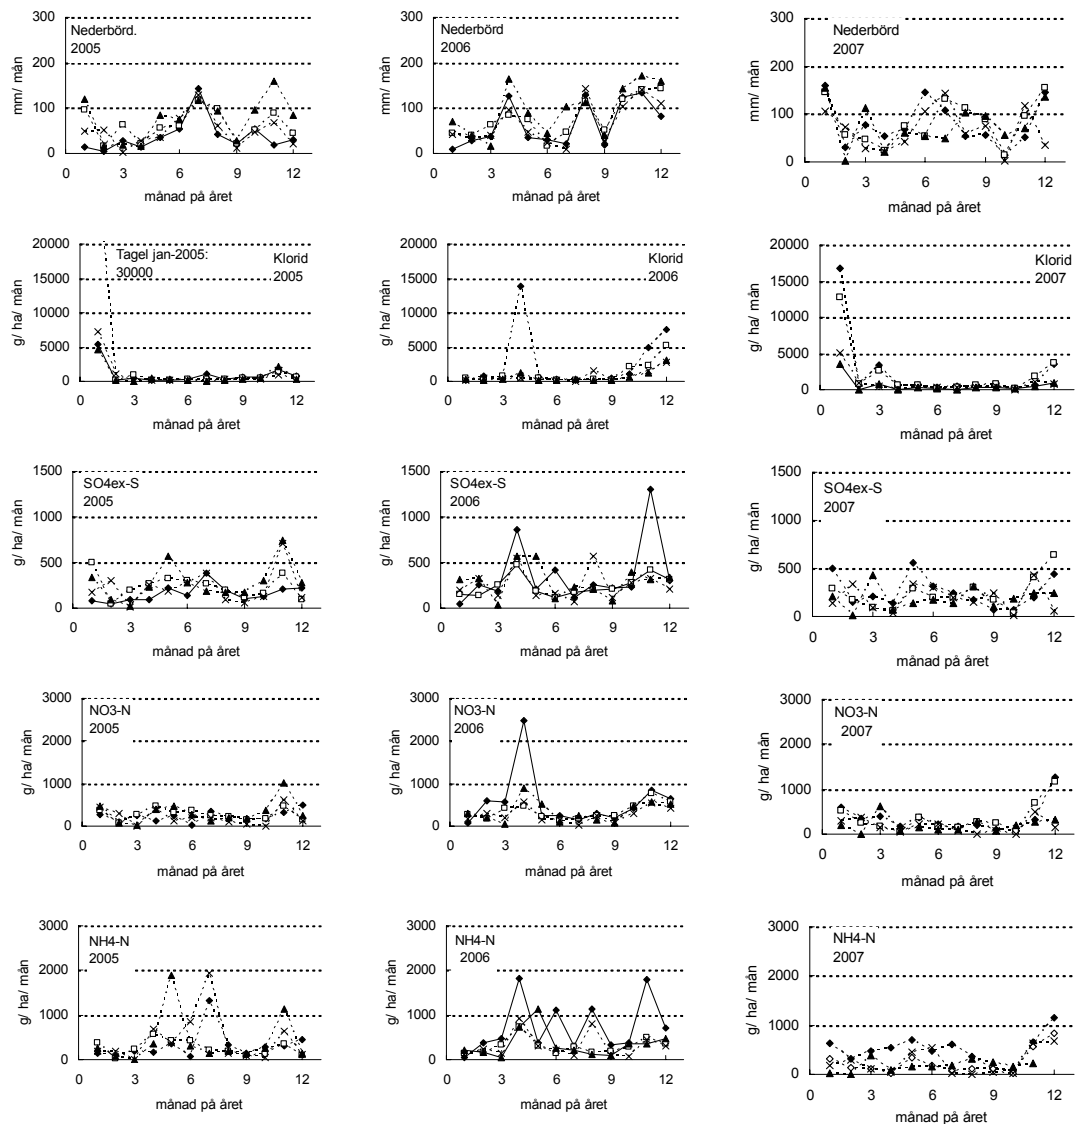 Nederbörd.
2005
mm/ mån
300
200
100
0
0 3 6 9 12
månad på året
Nederbörd
2006
mm/ mån
300
200
100
0
0 3 6 9 12
månad på året
Nederbörd
2007
mm/ mån
300
200
100
0
0 3 6 9 12
månad på året
Tagel jan-2005:
30000
Klorid
2005
g/ ha/ mån
20000
15000
10000
5000
0
0 3 6 9 12
månad på året
Klorid
2006
g/ ha/ mån
20000
15000
10000
5000
0
0 3 6 9 12
månad på året
Klorid
2007
g/ ha/ mån
20000
15000
10000
5000
0
0 3 6 9 12
månad på året
SO4ex-S
2005
g/ ha/ mån
1500
1000
500
0
0 3 6 9 12
månad på året
SO4ex-S
2006
g/ ha/ mån
1500
1000
500
0
0 3 6 9 12
månad på året
SO4ex-S
2007
g/ ha/ mån
1500
1000
500
0
0 3 6 9 12
månad på året
NO3-N
2005
g/ ha/ mån
3000
2000
1000
0
0 3 6 9 12
månad på året
NO3-N
2006
g/ ha/ mån
3000
2000
1000
0
0 3 6 9 12
månad på året
NO3-N
2007
g/ ha/ mån
3000
2000
1000
0
0 3 6 9 12
månad på året
NH4-N
2005
g/ ha/ mån
3000
2000
1000
0
0 3 6 9 12
månad på året
NH4-N
2006
g/ ha/ mån
3000
2000
1000
0
0 3 6 9 12
månad på året
NH4-N
2007
g/ ha/ mån
3000
2000
1000
0
0 3 6 9 12
månad på året